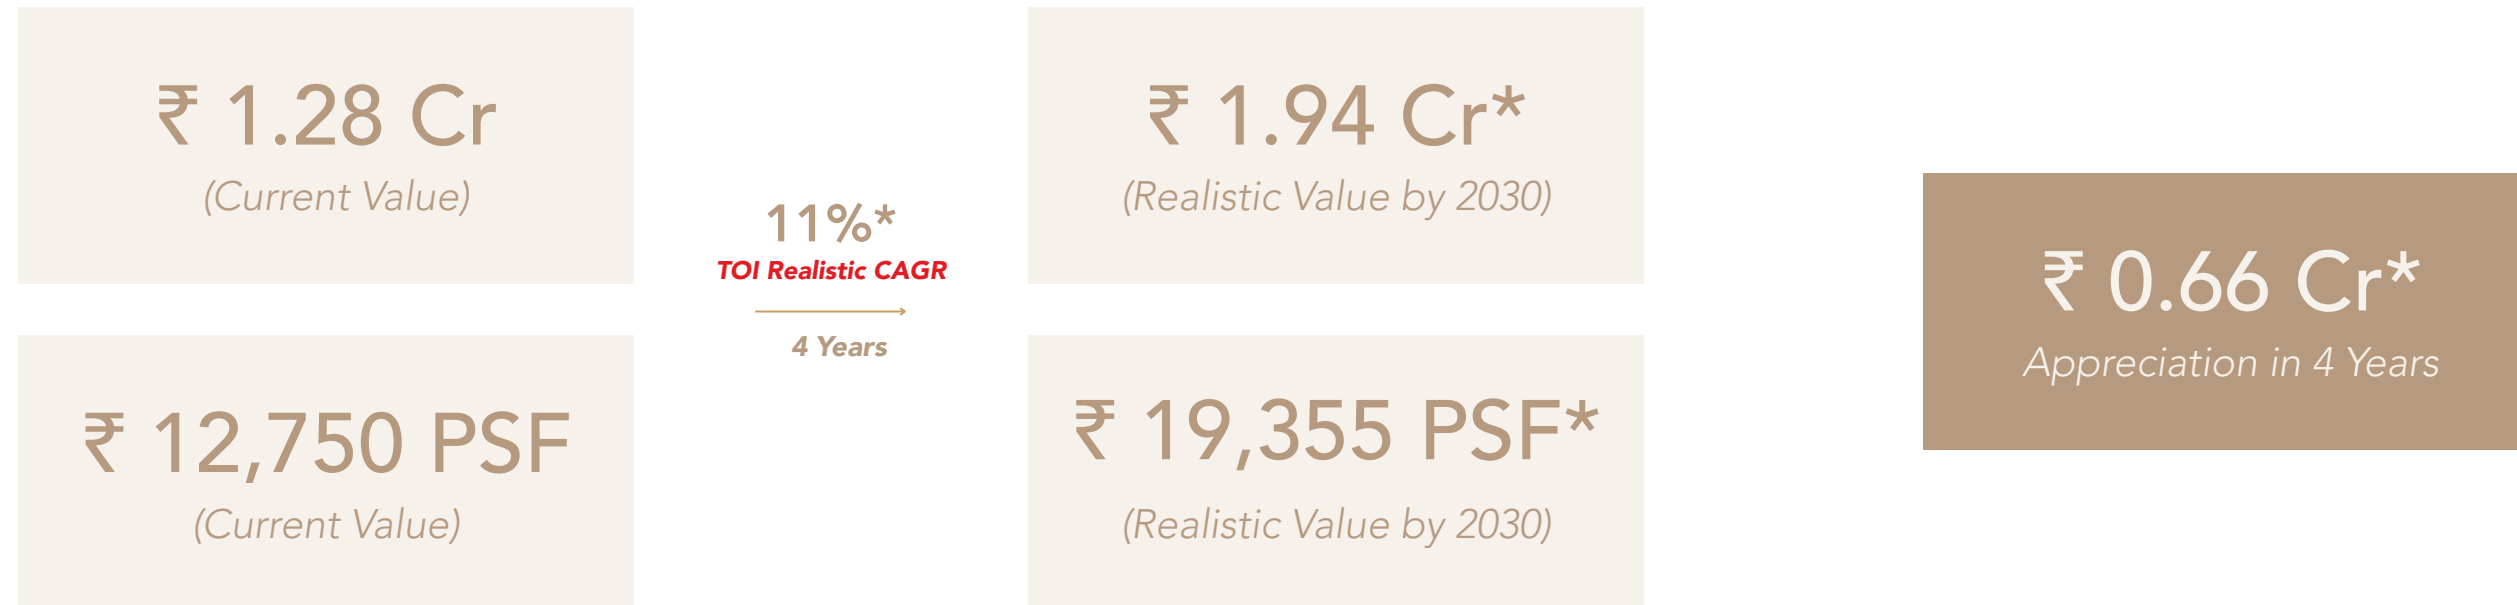 ₹ 1.28 Cr
(Current Value)
₹ 12,750 PSF
(Current Value)
11%*
TOI Realistic CAGR
4 Years
₹ 1.94 Cr*
(Realistic Value by 2030)
₹ 19,355 PSF*
(Realistic Value by 2030)
₹ 0.66 Cr*
Appreciation in 4 Years